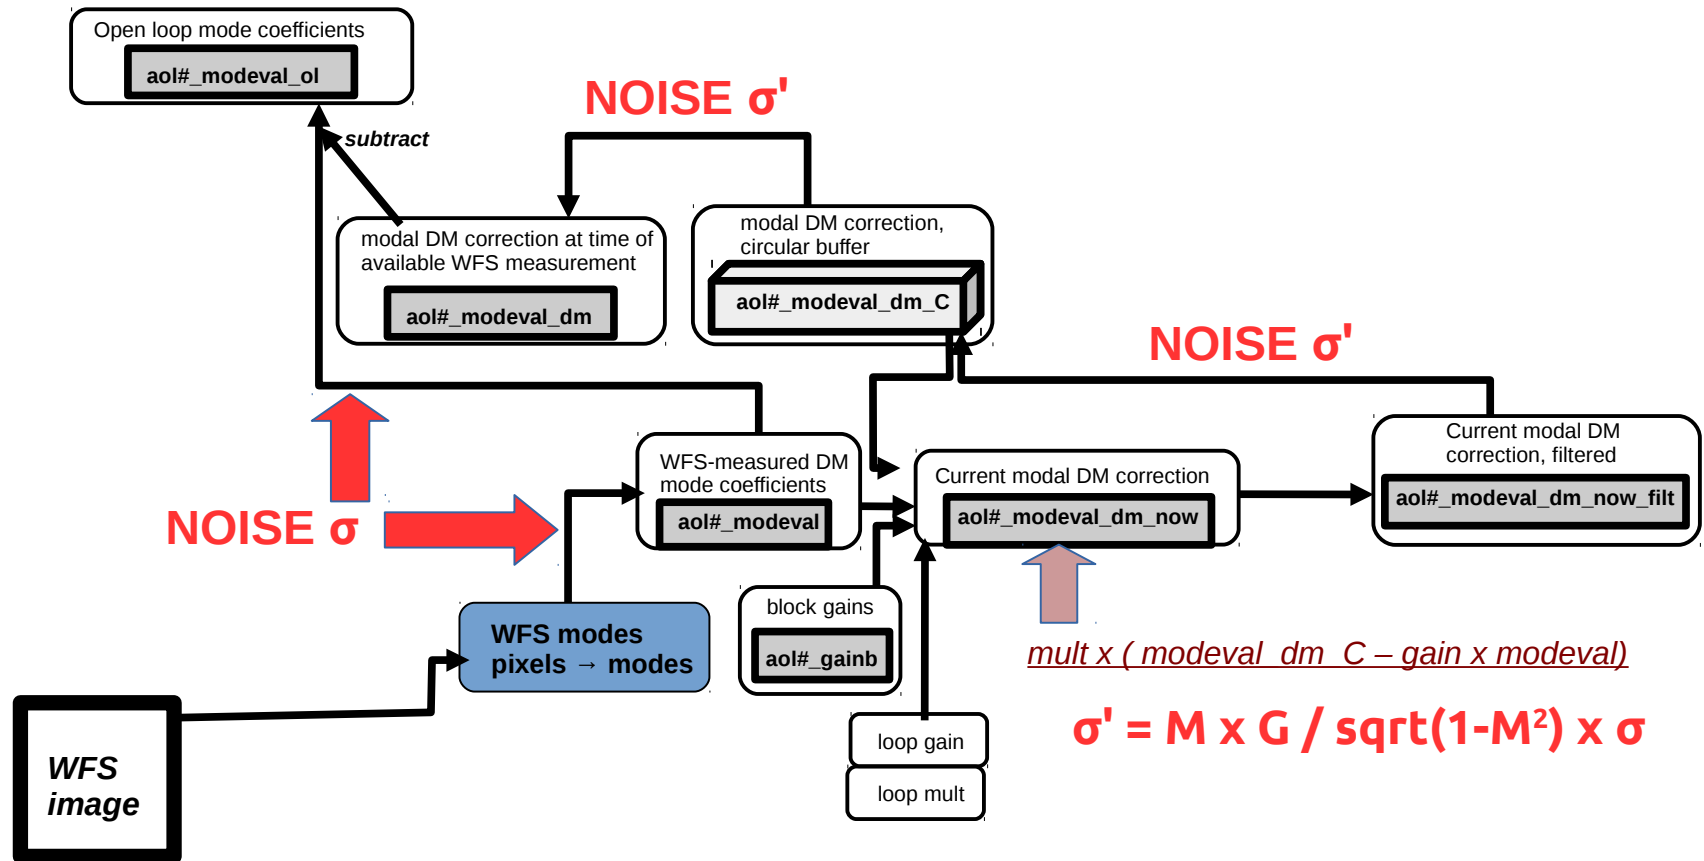 Open loop mode coefficients
aol#_modeval_ol
NOISE σ'
subtract
modal DM correction at time of
available WFS measurement
aol#_modeval_dm
modal DM correction,
circular buffer
aol#_modeval_dm_C
NOISE σ'
NOISE σ
WFS-measured DM
mode coefficients
aol#_modeval
Current modal DM correction
aol#_modeval_dm_now
Current modal DM
correction, filtered
aol#_modeval_dm_now_filt
WFS modes
pixels → modes
block gains
aol#_gainb
mult x ( modeval_dm_C – gain x modeval)
σ' = M x G / sqrt(1-M²) x σ
loop gain
loop mult
WFS
image